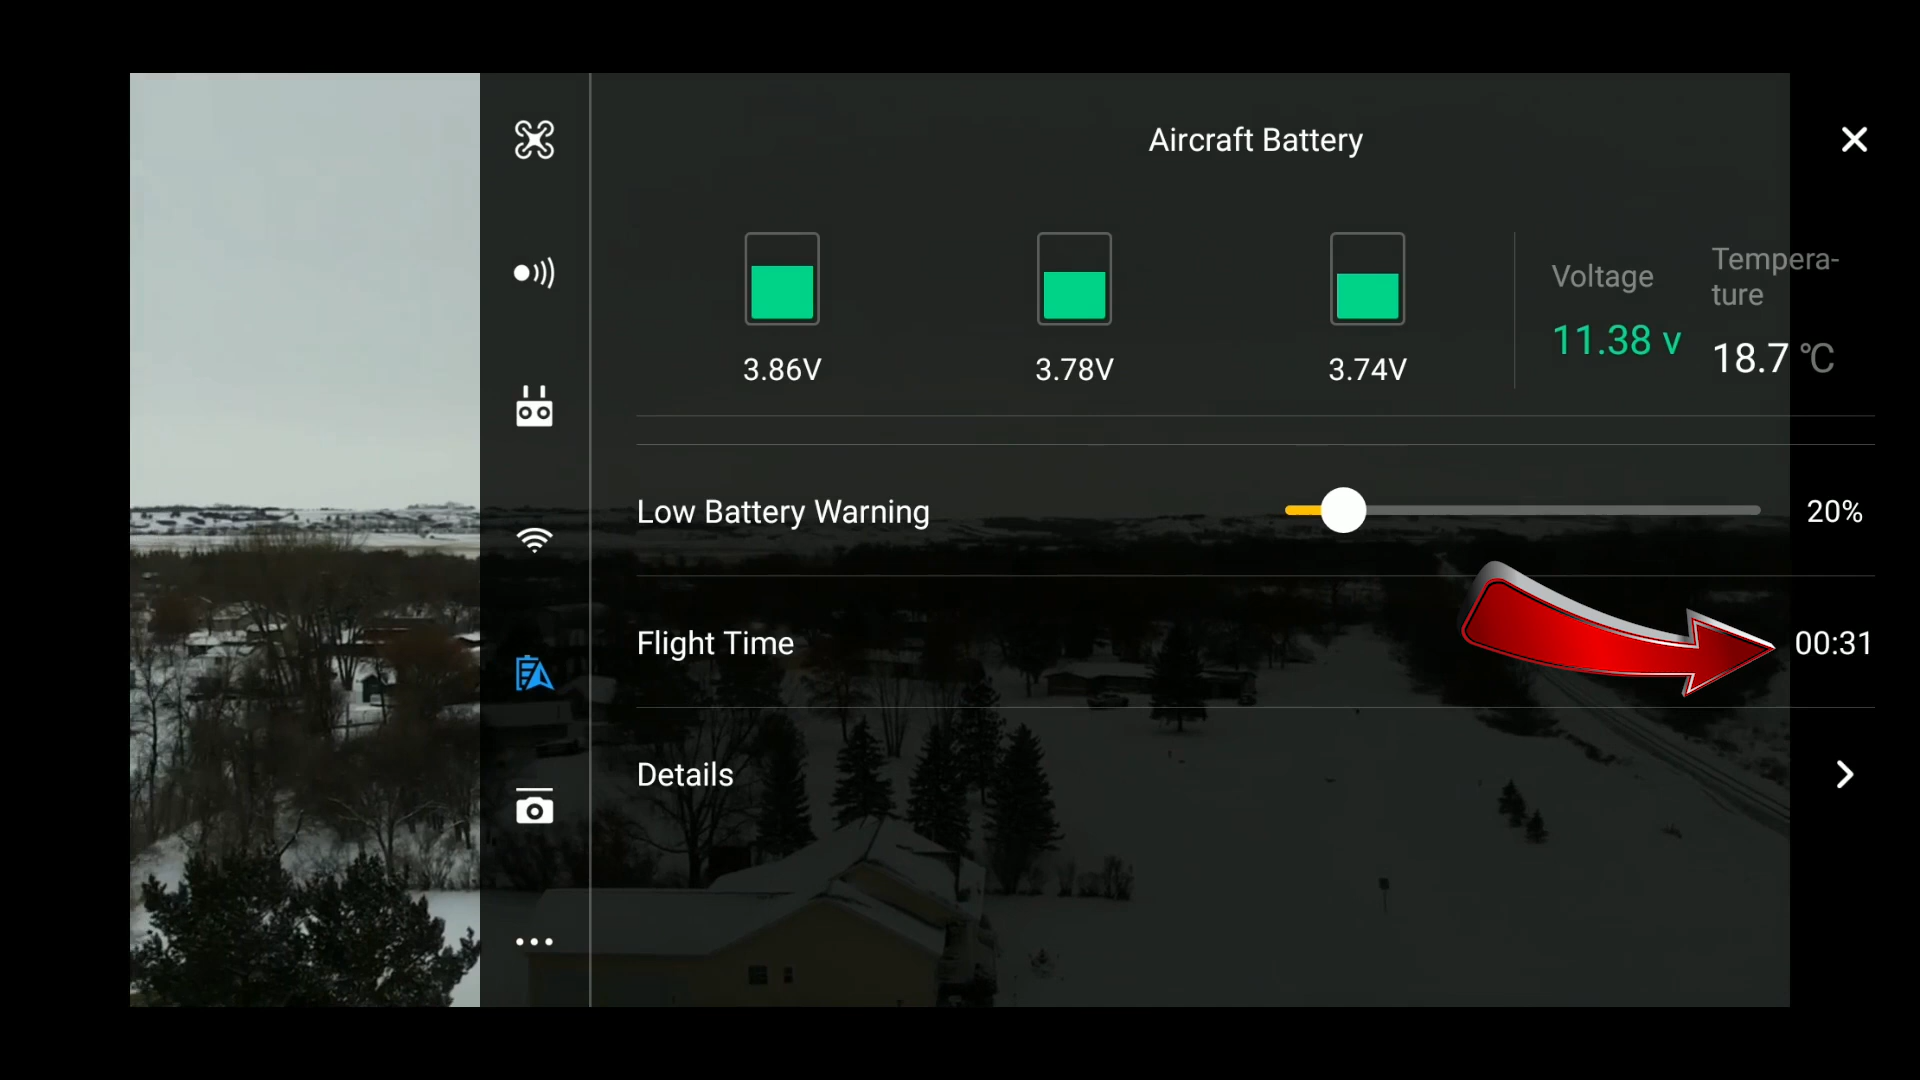 Aircraft Battery
3.86V
3.78V
3.74V
Voltage
11.38 v
Tempera-
ture
18.7 °C
Low Battery Warning
20%
Flight Time
00:31
Details